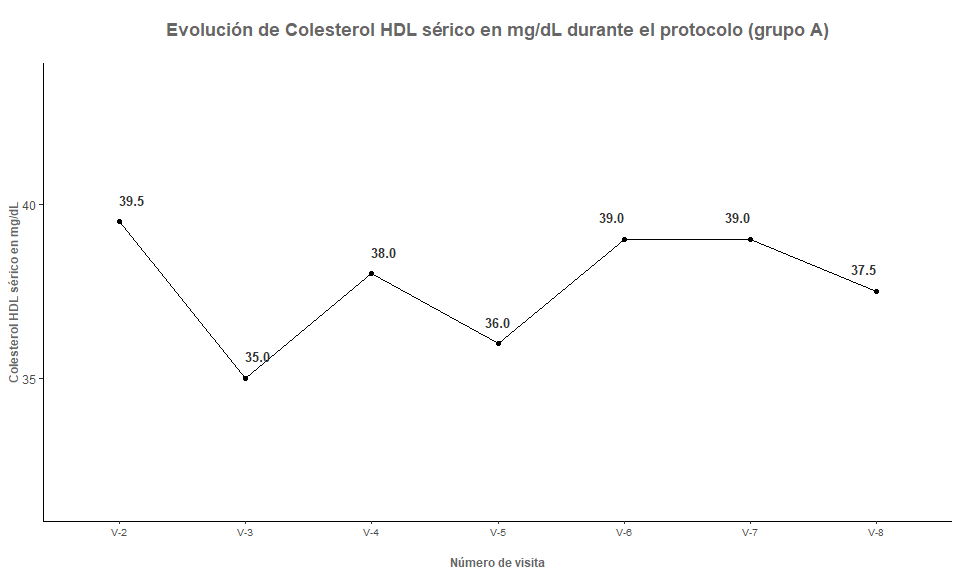 Evolución de Colesterol HDL sérico en mg/dL durante el protocolo (grupo A)
Colesterol HDL sérico en mg/dL
40
35
39.5
35.0
38.0
36.0
39.0
39.0
37.5
V-2
V-3
V-4
V-5
V-6
V-7
V-8
Número de visita